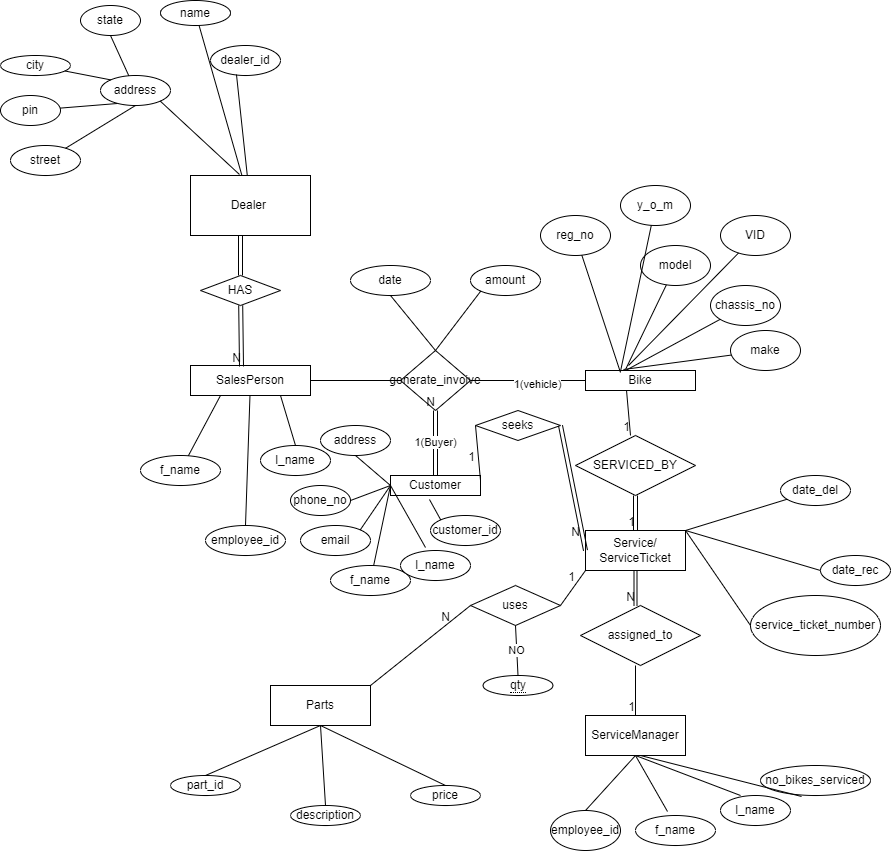 name
state
dealer_id
city
address
pin
street
Dealer
y_o_m
reg_no
VID
model
HAS
date
amount
chassis_no
make
N
SalesPerson
generate_involve
1(vehicle)
Bike
N
seeks
1
address
1(Buyer)
1
l_name
f_name
SERVICED_BY
Customer
phone_no
date_del
customer_id
1
N
employee_id
email
Service/
ServiceTicket
l_name
date_rec
f_name
1
N
uses
N
service_ticket_number
assigned_to
NO
qty
Parts
1
ServiceManager
part_id
price
no_bikes_serviced
description
l_name
employee_id
f_name